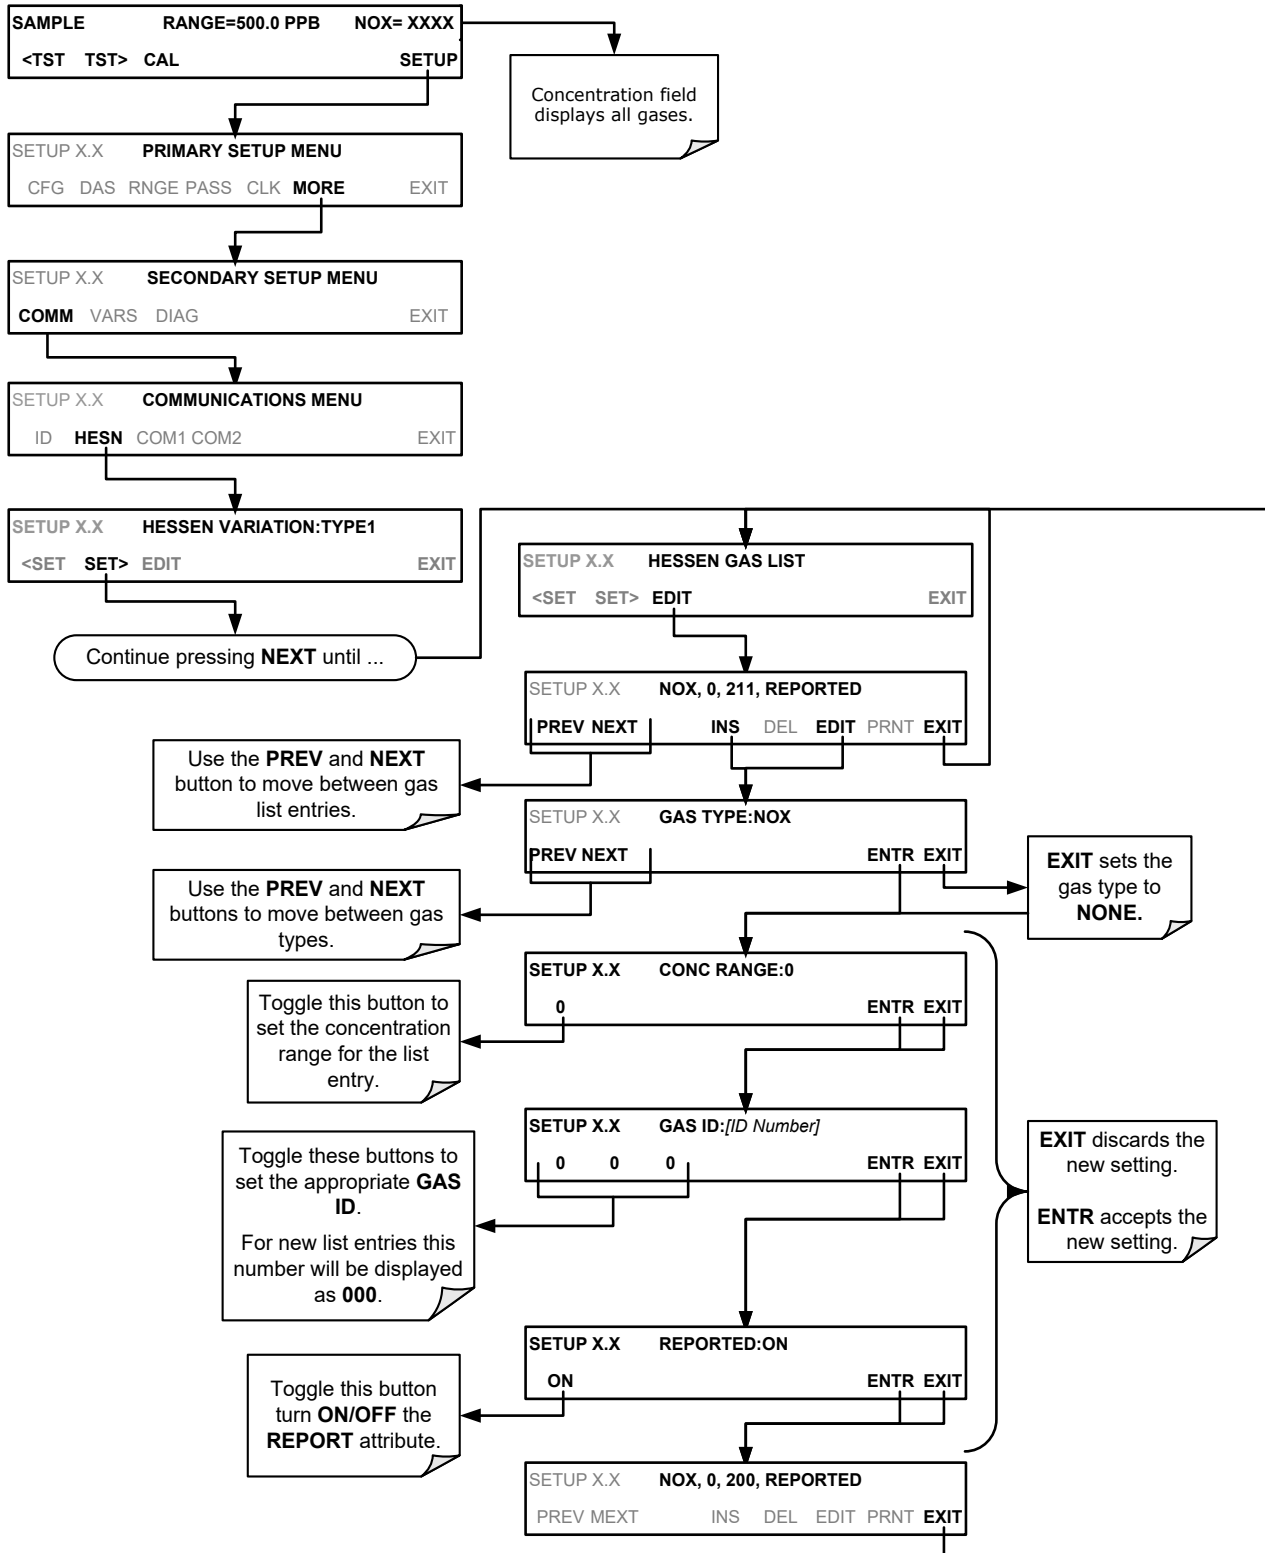 SAMPLE RANGE=500.0 PPB NOX= XXXX
<TST TST> CAL SETUP
Concentration field
displays all gases.
SETUP X.X PRIMARY SETUP MENU
CFG DAS RNGE PASS CLK MORE EXIT
SETUP X.X SECONDARY SETUP MENU
COMM VARS DIAG EXIT
SETUP X.X COMMUNICATIONS MENU
ID HESN COM1 COM2 EXIT
SETUP X.X HESSEN VARIATION:TYPE1
<SET SET> EDIT EXIT
Continue pressing NEXT until ...
SETUP X.X HESSEN GAS LIST
<SET SET> EDIT EXIT
SETUP X.X NOX, 0, 211, REPORTED
PREV NEXT INS DEL EDIT PRNT EXIT
Use the PREV and NEXT
button to move between gas
list entries.
SETUP X.X GAS TYPE:NOX
PREV NEXT ENTR EXIT
EXIT sets the
gas type to
NONE.
Use the PREV and NEXT
buttons to move between gas
types.
SETUP X.X CONC RANGE:0
0 ENTR EXIT
Toggle this button to
set the concentration
range for the list
entry.
SETUP X.X GAS ID:[ID Number]
0 0 0 ENTR EXIT
Toggle these buttons to
set the appropriate GAS
ID.
For new list entries this
number will be displayed
as 000.
EXIT discards the
new setting.
ENTR accepts the
new setting.
SETUP X.X REPORTED:ON
ON ENTR EXIT
Toggle this button
turn ON/OFF the
REPORT attribute.
SETUP X.X NOX, 0, 200, REPORTED
PREV MEXT INS DEL EDIT PRNT EXIT